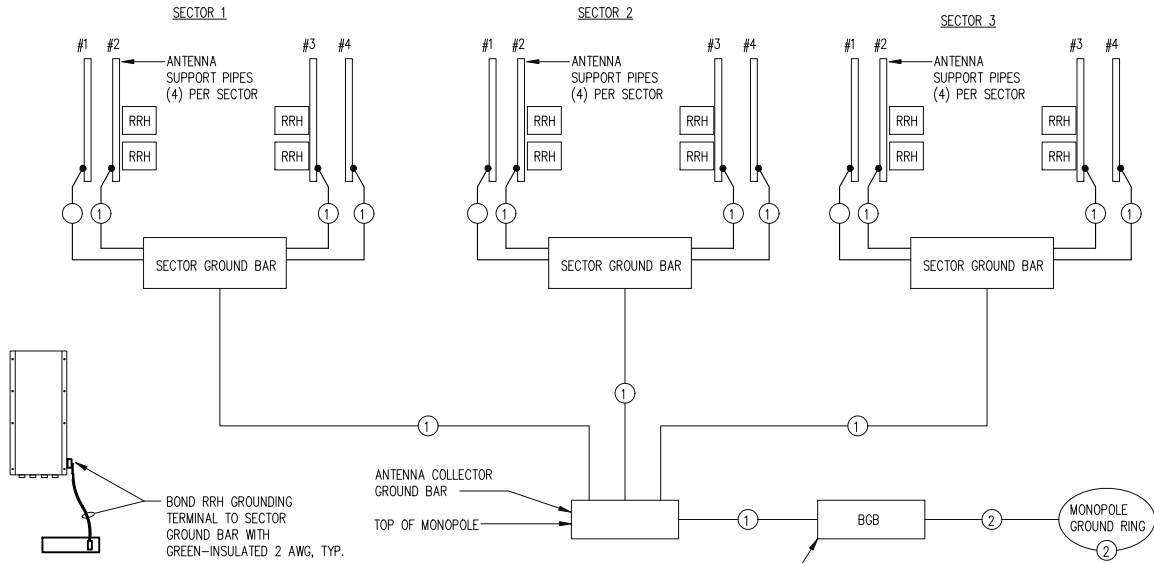 SECTOR 1
SECTOR 2
SECTOR 3
#1
#2
#3
#4
#1
#2
#3
#4
#1
#2
#3
#4
ANTENNA
SUPPORT PIPES
(4) PER SECTOR
ANTENNA
SUPPORT PIPES
(4) PER SECTOR
ANTENNA
SUPPORT PIPES
(4) PER SECTOR
RRH
RRH
RRH
RRH
RRH
RRH
RRH
RRH
RRH
RRH
RRH
RRH
1
1
1
1
1
1
1
1
1
SECTOR GROUND BAR
SECTOR GROUND BAR
SECTOR GROUND BAR
1
1
1
BOND RRH GROUNDING
TERMINAL TO SECTOR
GROUND BAR WITH
GREEN-INSULATED 2 AWG, TYP.
ANTENNA COLLECTOR
GROUND BAR
TOP OF MONOPOLE
1
BGB
2
MONOPOLE
GROUND RING
2